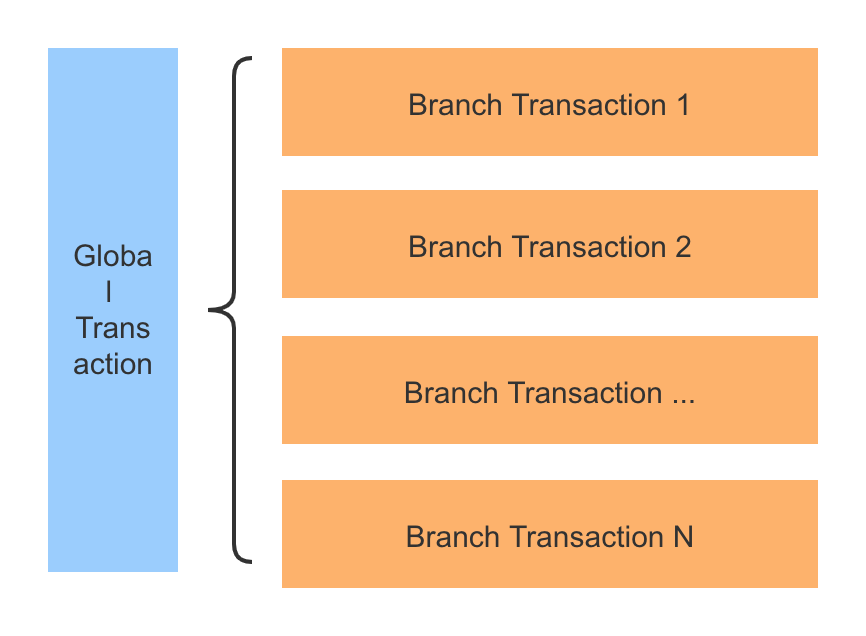 Globa
l
Trans
action
Branch Transaction 1
Branch Transaction 2
Branch Transaction ...
Branch Transaction N